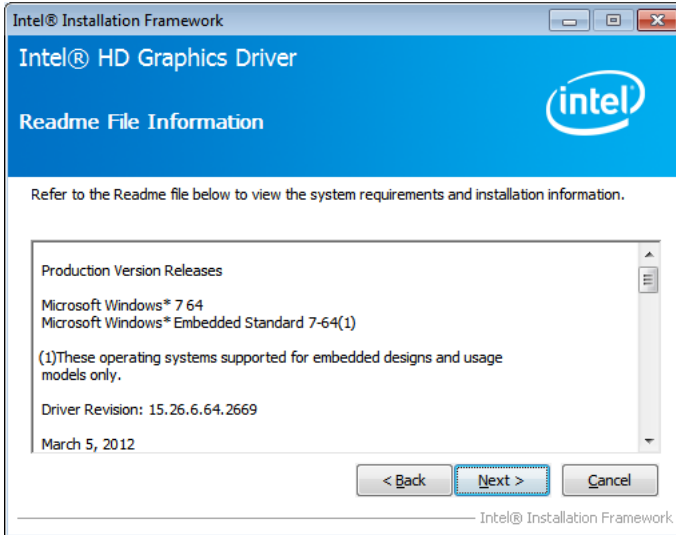 Intel® Installation Framework
Intel® HD Graphics Driver
intel
Readme File Information
Refer to the Readme file below to view the system requirements and installation information.
Production Version Releases
Microsoft Windows* 7 64
Microsoft Windows* Embedded Standard 7-64(1)
(1)These operating systems supported for embedded designs and usage
models only.
Driver Revision: 15.26.6.64.2669
March 5, 2012
< Back
Next >
Cancel
Intel® Installation Framework